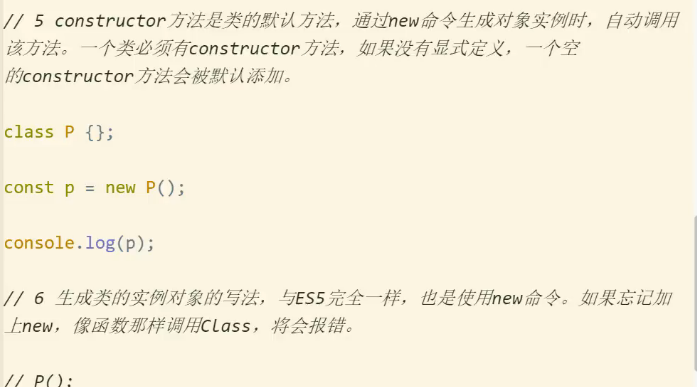 // 5 constructor方法是类的默认方法，通过new命令生成对象实例时，自动调用
该方法。一个类必须有constructor方法，如果没有显式定义，一个空
的constructor方法会被默认添加。
class P {};
const p = new P();
console.log(p);
// 6 生成类的实例对象的写法，与ES5完全一样，也是使用new命令。如果忘记加
上new，像函数那样调用Class，将会报错。
// P();